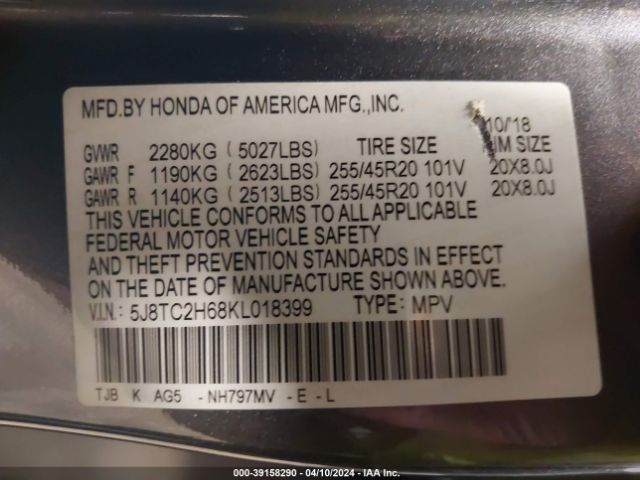 MFD.BY HONDA OF AMERICA MFG.,INC.
10/'18
GVWR 2280KG ( 5027LBS) TIRE SIZE SIZE
GAWR F 1190KG ( 2623LBS) 255/45R20 101V 20X8.0J
GAWR R 1140KG ( 2513LBS) 255/45R20 101V 20X8.0J
THIS VEHICLE CONFORMS TO ALL APPLICABLE
FEDERAL MOTOR VEHICLE SAFETY
AND THEFT PREVENTION STANDARDS IN EFFECT
ON THE DATE OF MANUFACTURE SHOWN ABOVE.
V.I.N: 5J8TC2H68KL018399 TYPE: MPV
TJB K AG5 -NH797MV -E -L
000-39158290 - 04/10/2024 - IAA Inc.